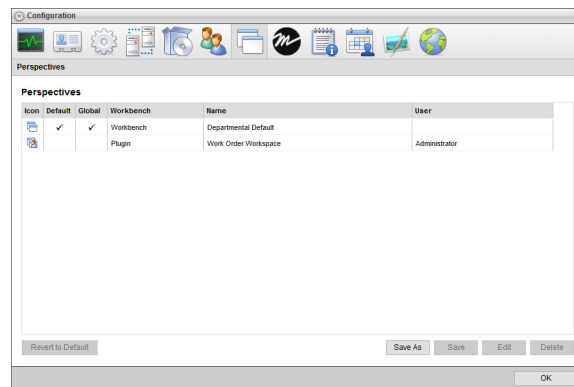 Configuration
Perspectives
Perspectives
Icon Default Global Workbench Name User
Workbench Departmental Default
Plugin Work Order Workspace Administrator
Revert to Default Save As Save Edit Delete
OK